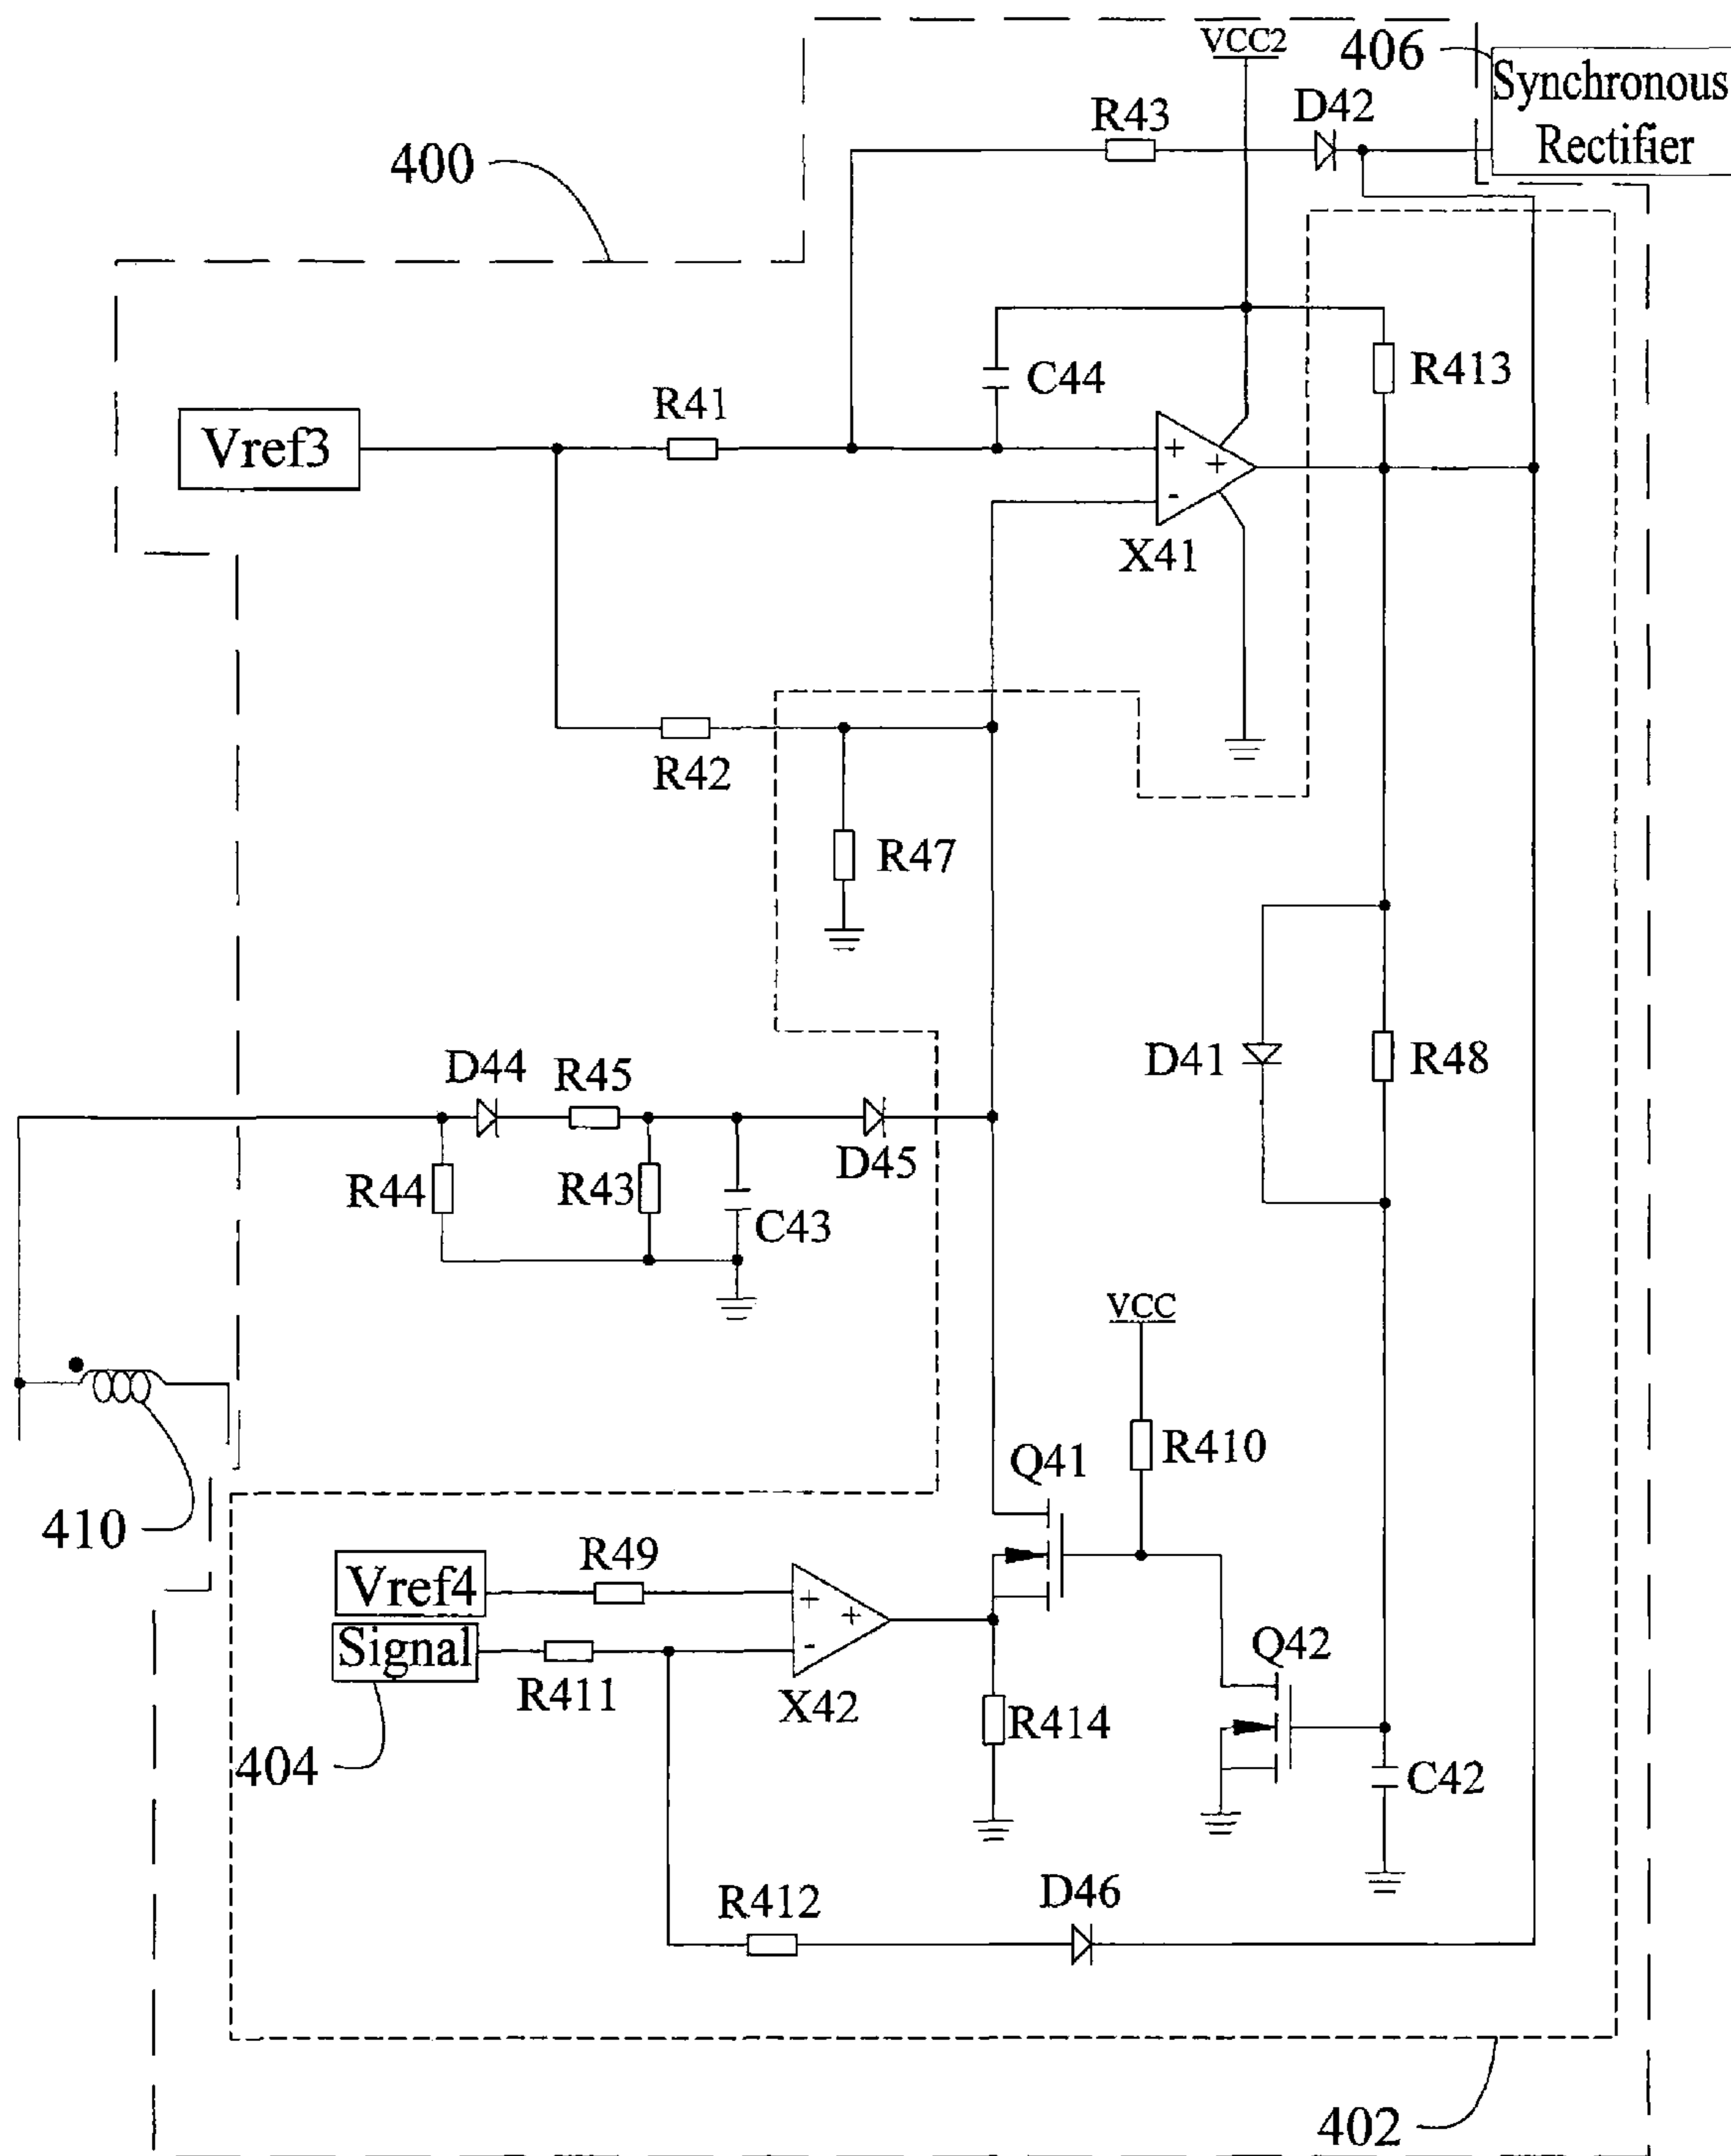 VCC2
406
Synchronous
Rectifier
R43
D42
400
C44
R413
R41
Vref3
+
+
-
X41
R42
R47
D44
R45
D41
R48
D45
R44
R43
C43
VCC
Q41
R410
410
R49
Vref4
+
+
Signal
-
Q42
R411
X42
R414
404
C42
R412
D46
402